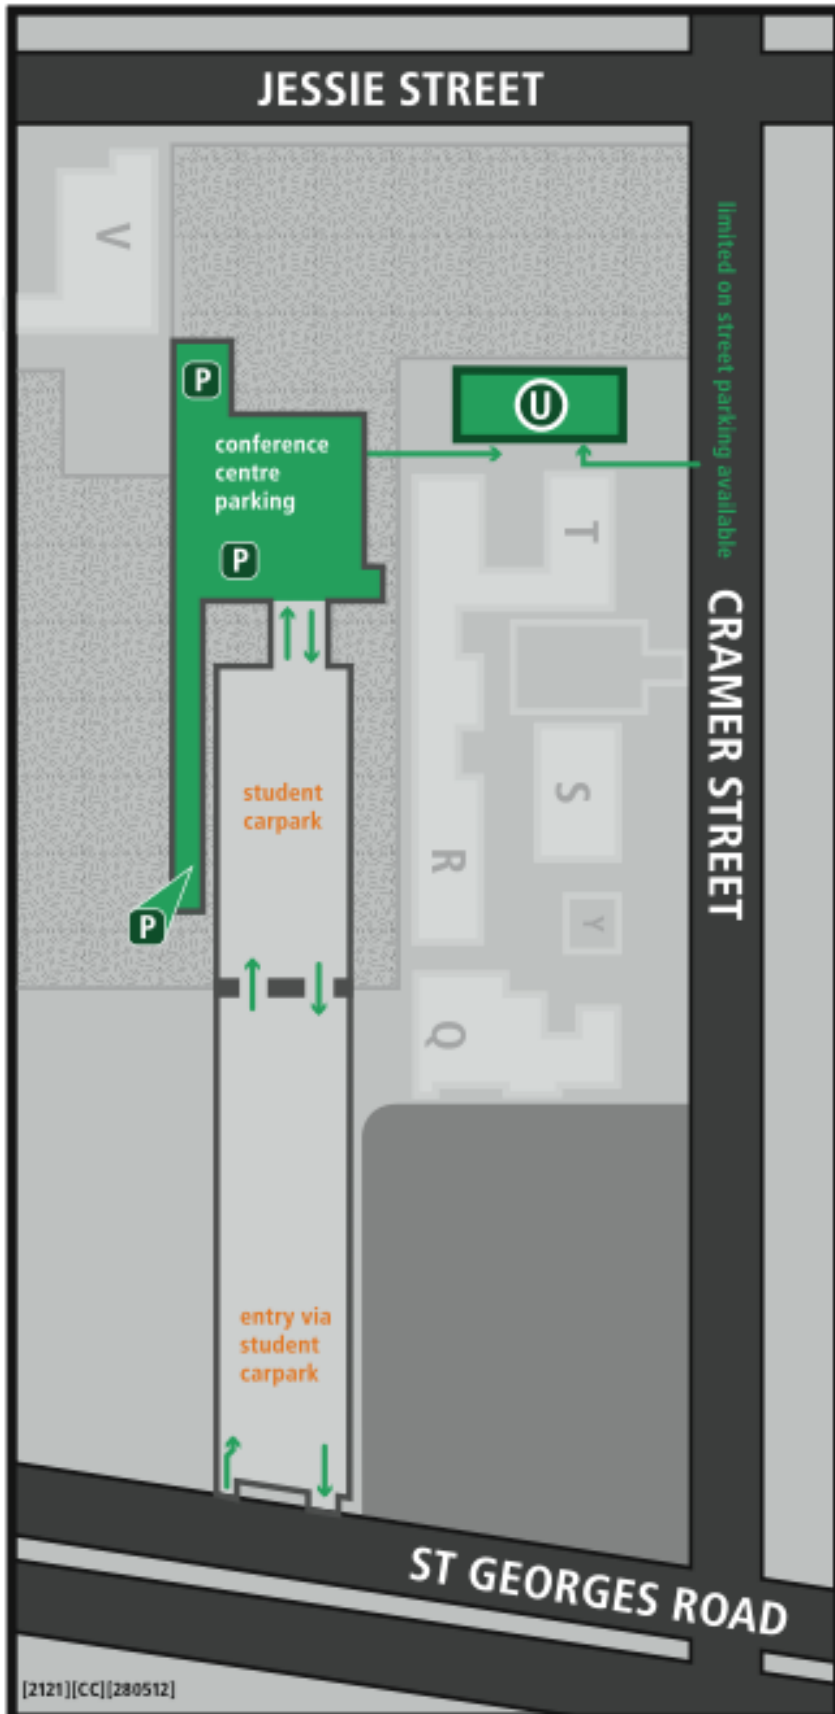 JESSIE STREET
V
limited on street parking available
P
U
conference
centre
parking
P
T
CRAMER STREET
student
carpark
S
R
Y
P
Q
entry via
student
carpark
ST GEORGES ROAD
[2121][CC][280512]